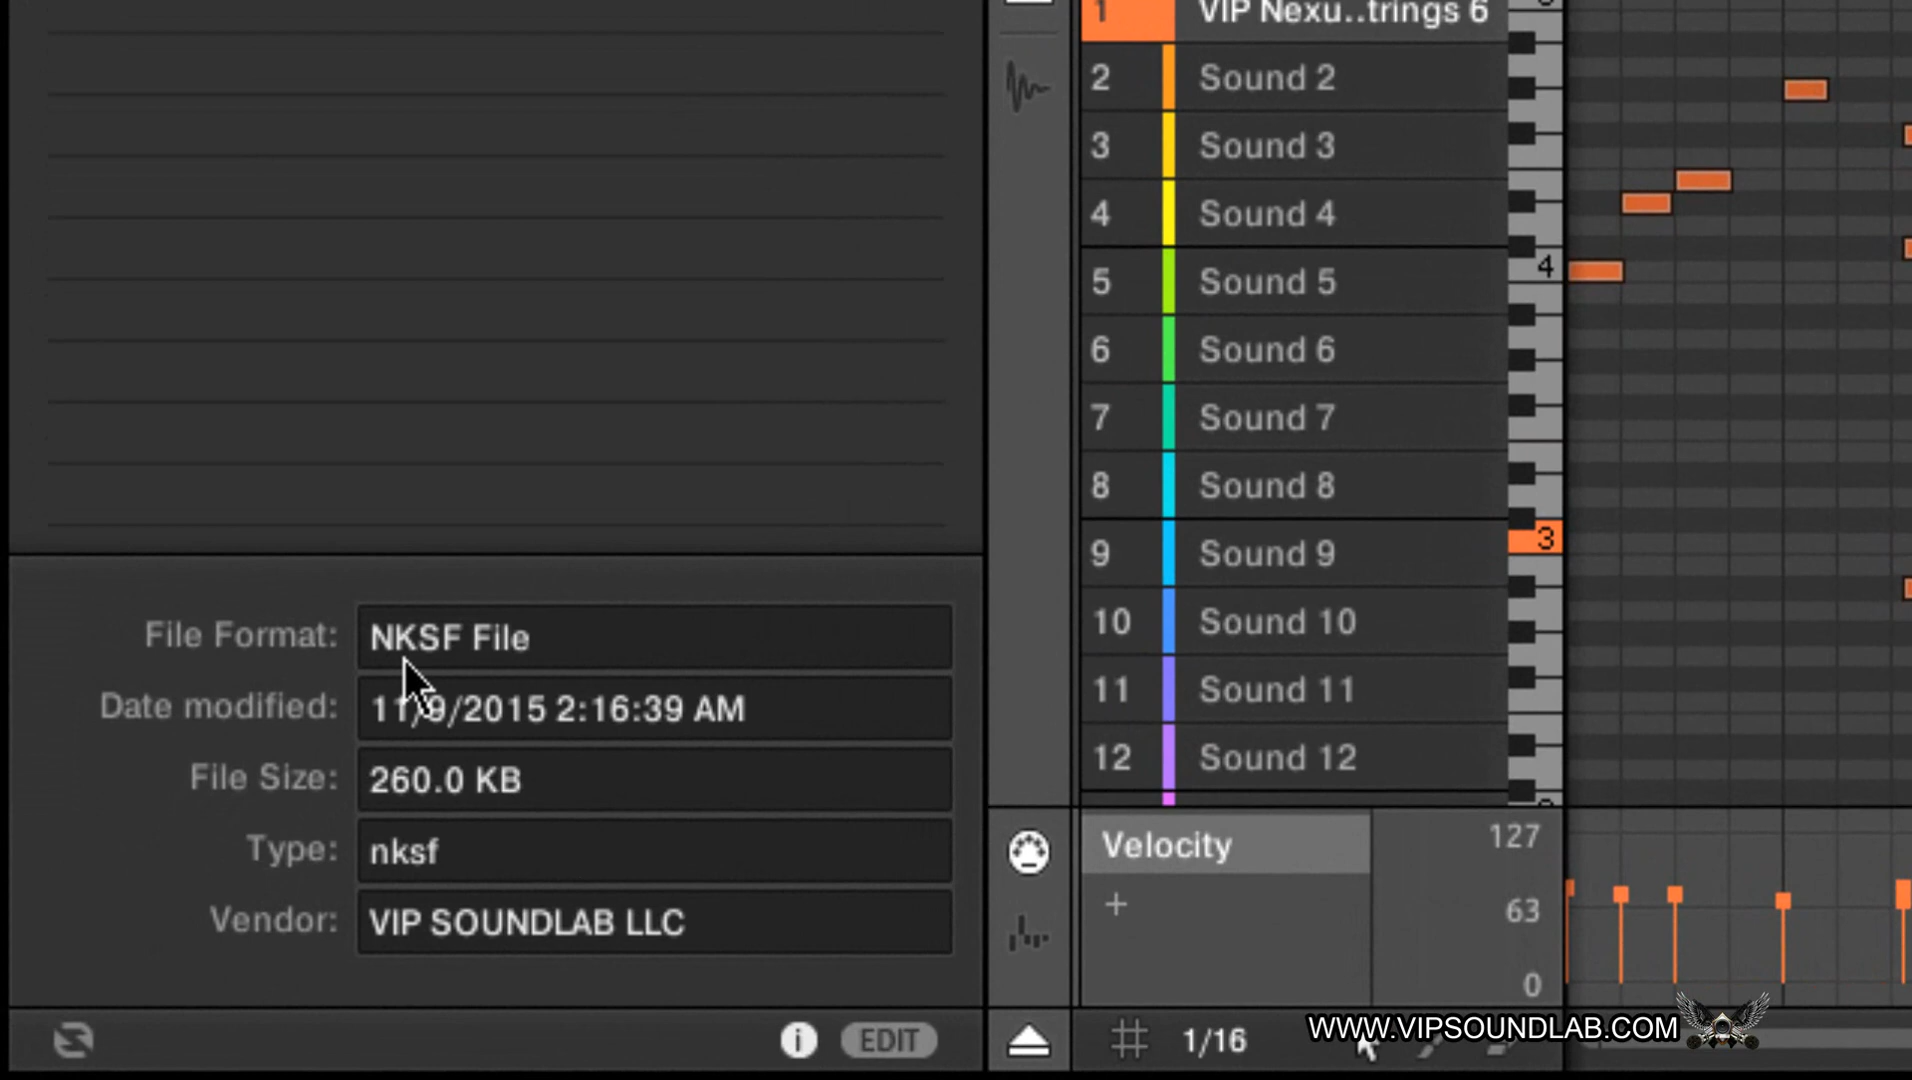 1 VIP Nexu..trings 6
2 Sound 2
3 Sound 3
4 Sound 4
5 Sound 5
6 Sound 6
7 Sound 7
8 Sound 8
9 Sound 9
10 Sound 10
11 Sound 11
12 Sound 12
4
3
File Format: NKSF File
Date modified: 11/9/2015 2:16:39 AM
File Size: 260.0 KB
Type: nksf
Vendor: VIP SOUNDLAB LLC
i EDIT
Velocity
+
127
63
0
1/16
WWW.VIPSOUNDLAB.COM